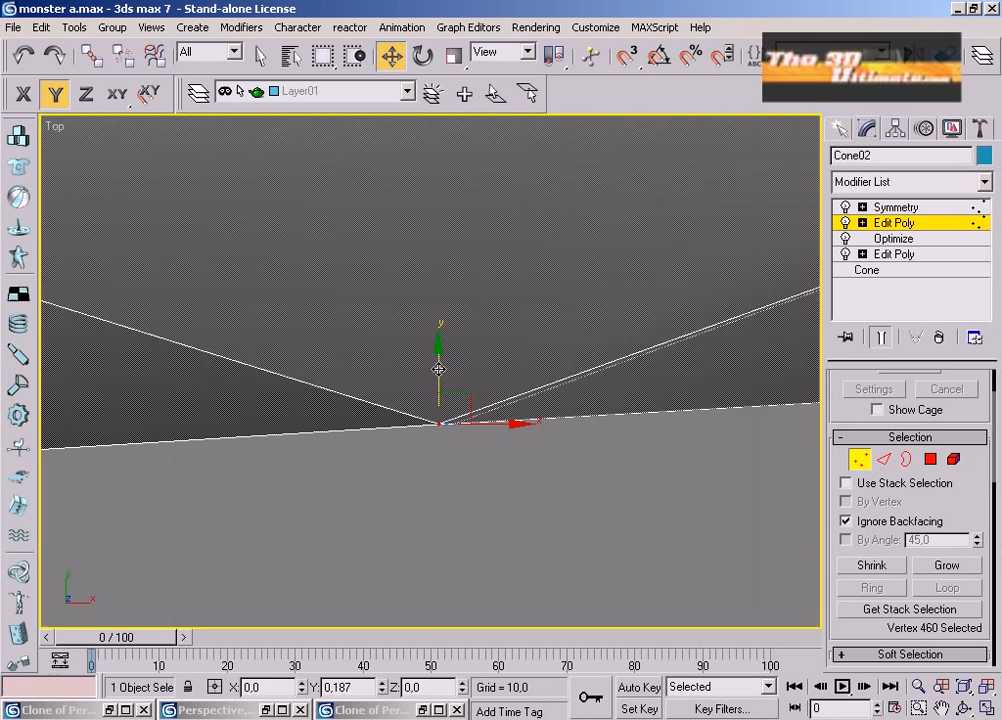 monster a.max - 3ds max 7 - Stand-alone License
File Edit Tools Group Views Create Modifiers Character reactor Animation Graph Editors Rendering Customize MAXScript Help
All View
The 3D
Ultimate.com
X Y Z XY XY Layer01
Top
Cone02
Modifier List
Symmetry
Edit Poly
Optimize
Edit Poly
Cone
y
x
Settings Cancel
Show Cage
- Selection
Use Stack Selection
By Vertex
Ignore Backfacing
By Angle: 45,0
Shrink Grow
Ring Loop
Get Stack Selection
Vertex 460 Selected
+ Soft Selection
y
z x
< 0 / 100 >
0 10 20 30 40 50 60 70 80 90 100
1 Object Sele X: 0,0 Y: 0,187 Z: 0,0 Grid = 10,0 Auto Key Selected
Clone of Per... Perspective, ... Clone of Per... Add Time Tag Set Key Key Filters... 0